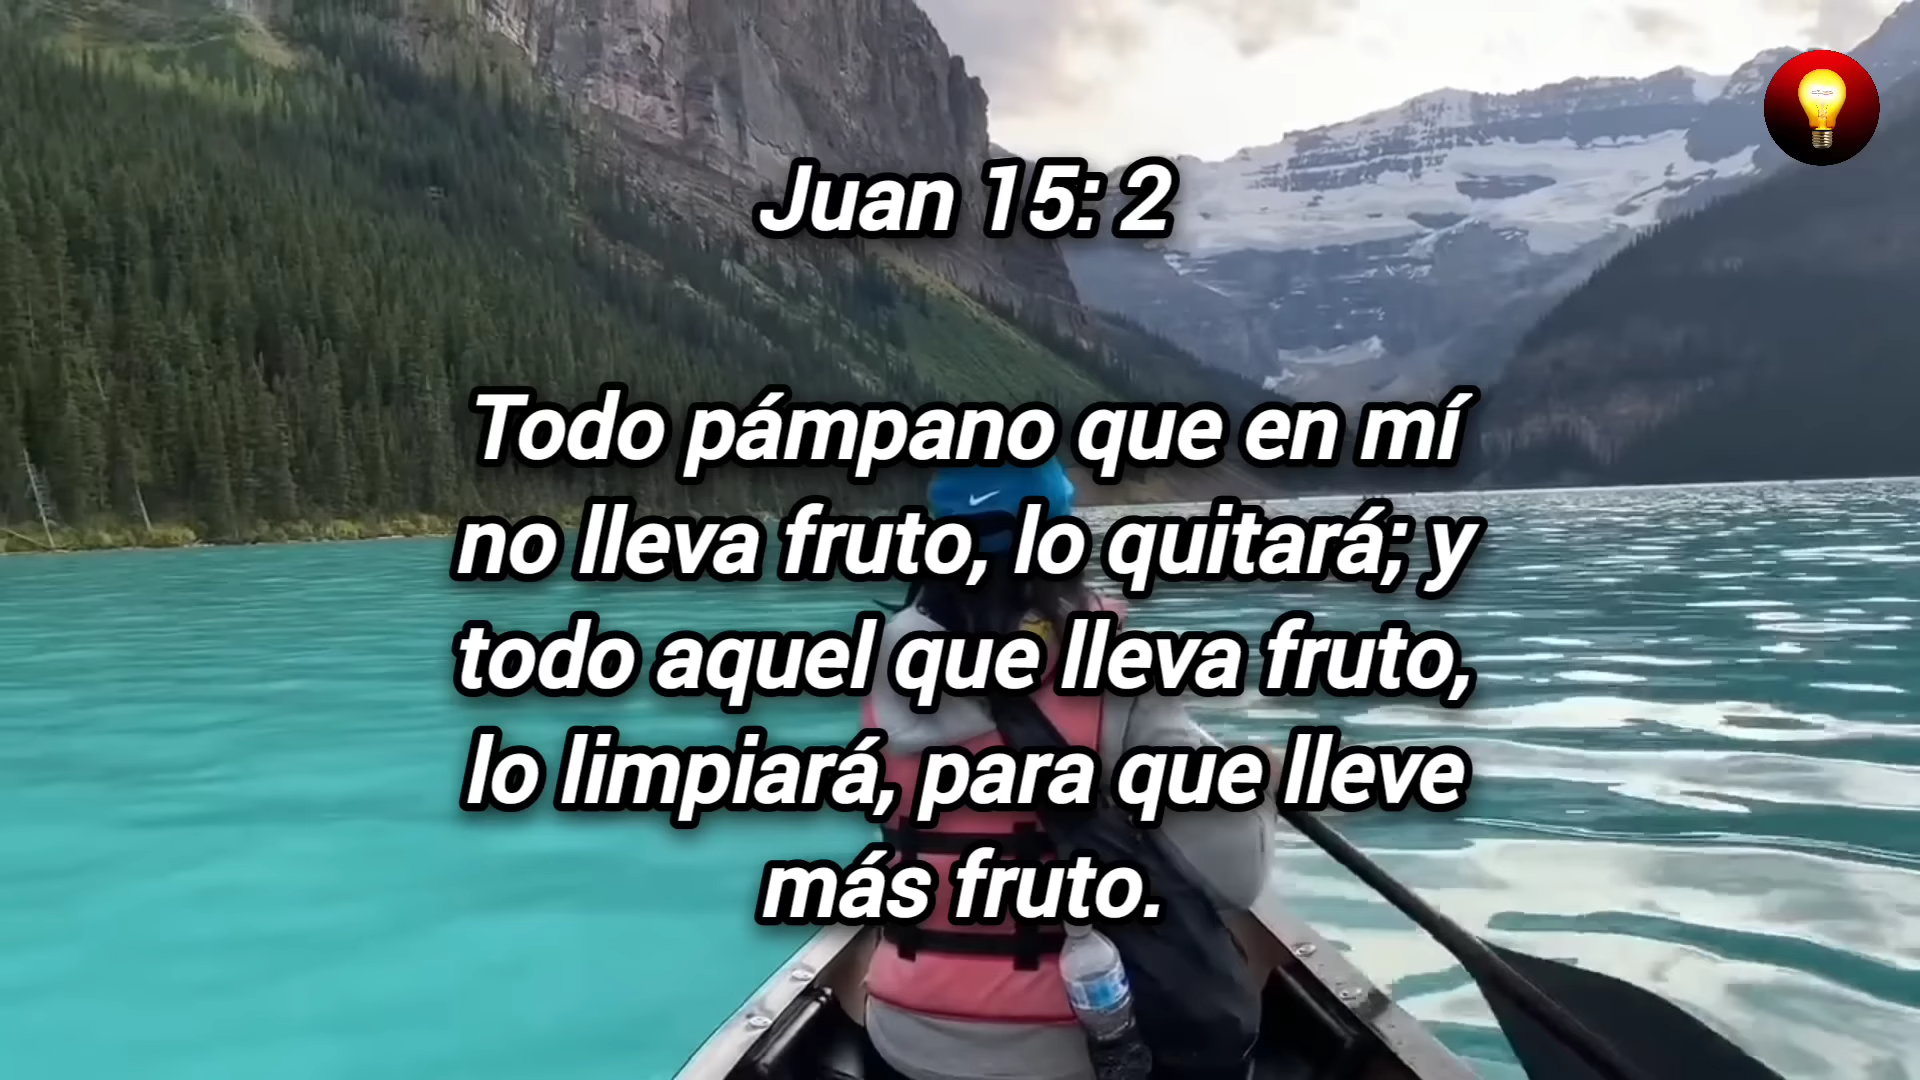 Juan 15: 2
Todo pámpano que en mí
no lleva fruto, lo quitará; y
todo aquel que lleva fruto,
lo limpiará, para que lleve
más fruto.